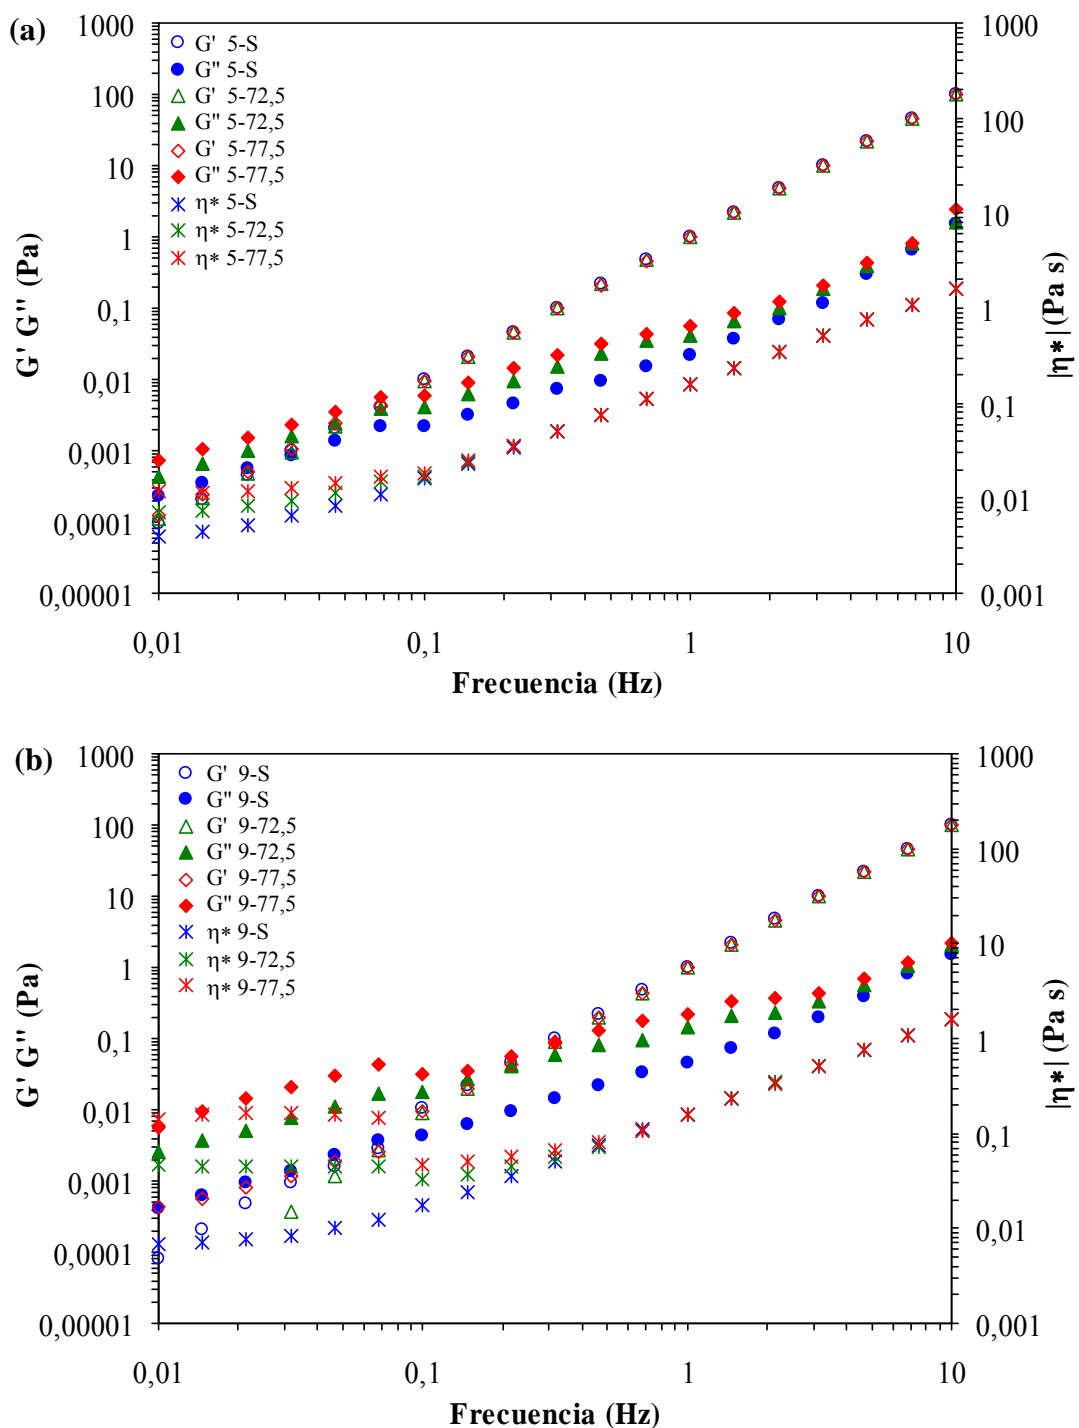 (a)
1000
100
10
1
0,1
0,01
0,001
0,0001
0,00001
G' G'' (Pa)
G' 5-S
G'' 5-S
G' 5-72,5
G'' 5-72,5
G' 5-77,5
G'' 5-77,5
η* 5-S
η* 5-72,5
η* 5-77,5
1000
100
10
1
0,1
0,01
0,001
|η*| (Pa s)
0,01
0,1
1
10
Frecuencia (Hz)
(b)
1000
100
10
1
0,1
0,01
0,001
0,0001
0,00001
G' G'' (Pa)
G' 9-S
G'' 9-S
G' 9-72,5
G'' 9-72,5
G' 9-77,5
G'' 9-77,5
η* 9-S
η* 9-72,5
η* 9-77,5
1000
100
10
1
0,1
0,01
0,001
|η*| (Pa s)
0,01
0,1
1
10
Frecuencia (Hz)